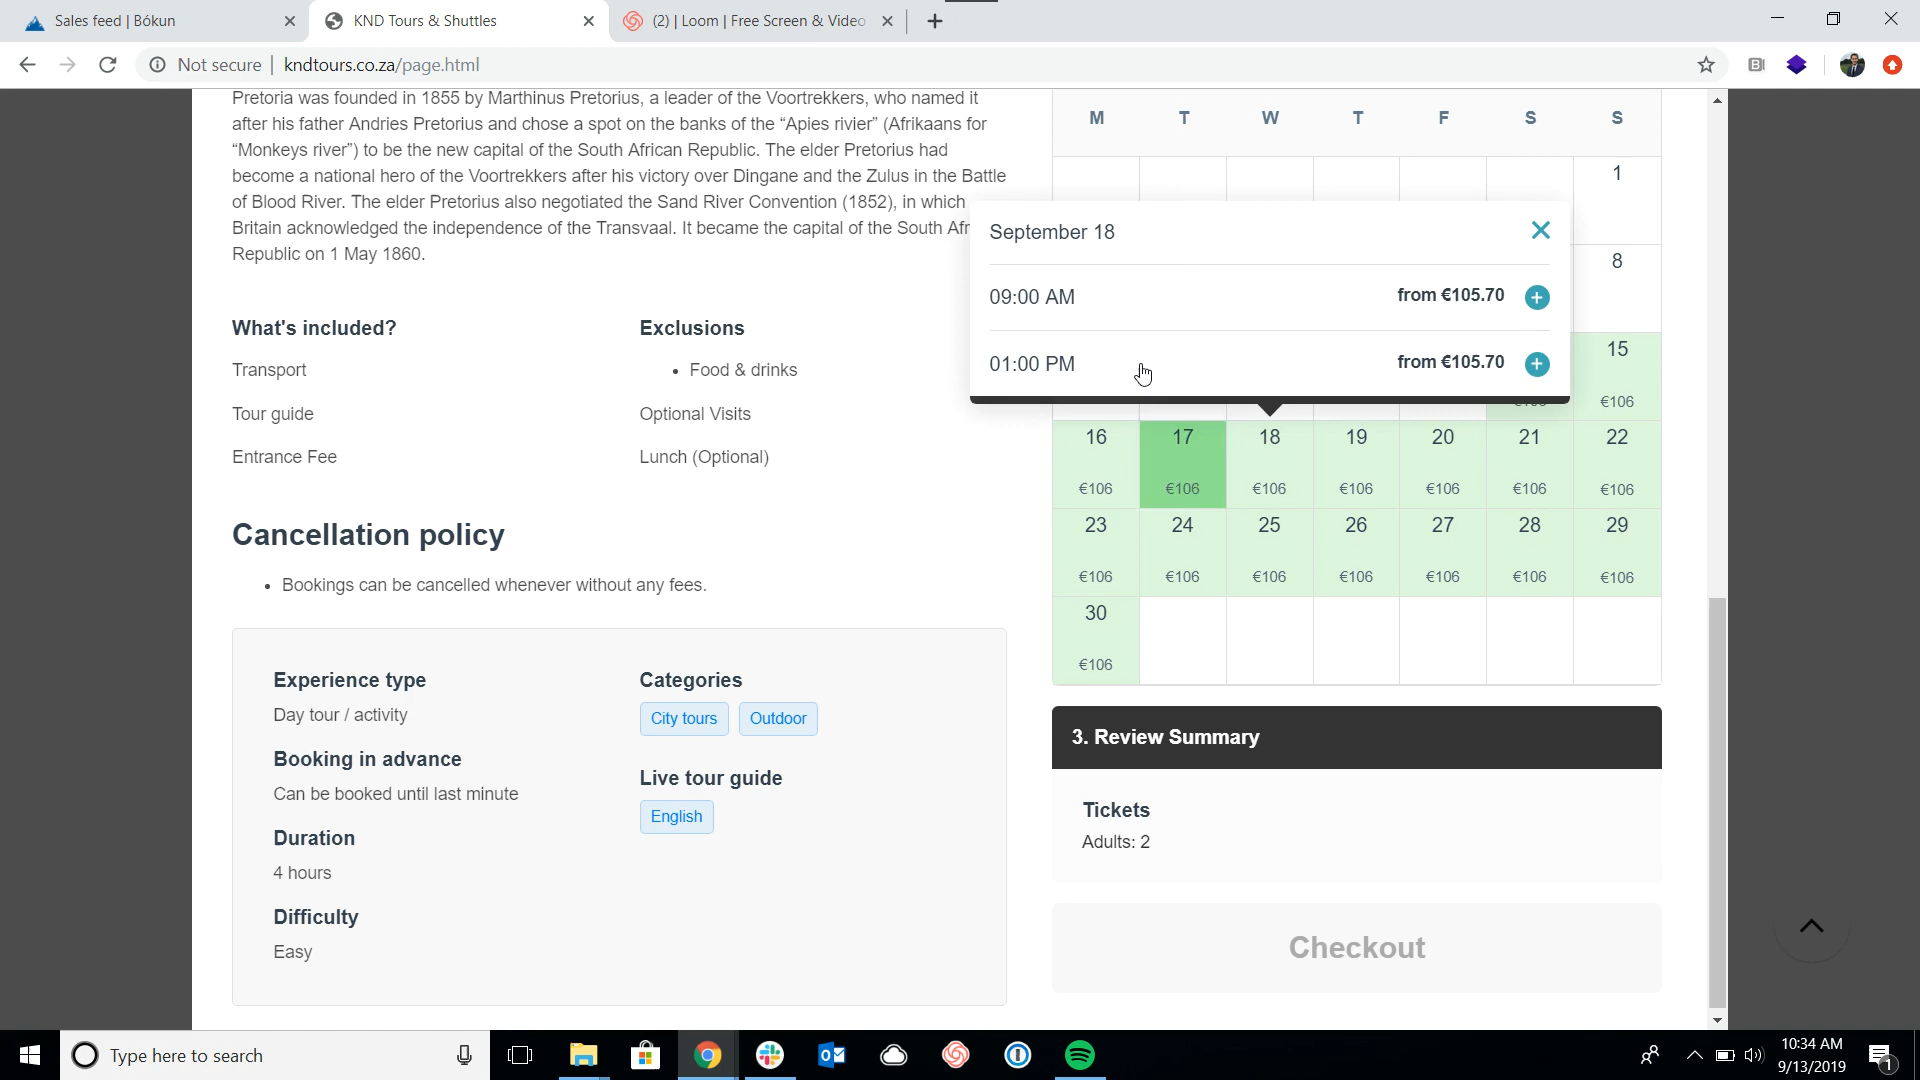 Sales feed | Bókun
KND Tours & Shuttles
(2) | Loom | Free Screen & Video
Not secure | kndtours.co.za/page.html
Pretoria was founded in 1855 by Marthinus Pretorius, a leader of the Voortrekkers, who named it
after his father Andries Pretorius and chose a spot on the banks of the “Apies rivier” (Afrikaans for
“Monkeys river”) to be the new capital of the South African Republic. The elder Pretorius had
become a national hero of the Voortrekkers after his victory over Dingane and the Zulus in the Battle
of Blood River. The elder Pretorius also negotiated the Sand River Convention (1852), in which
Britain acknowledged the independence of the Transvaal. It became the capital of the South Afr
Republic on 1 May 1860.
What's included?
Transport
Tour guide
Entrance Fee
Exclusions
• Food & drinks
Optional Visits
Lunch (Optional)
Cancellation policy
• Bookings can be cancelled whenever without any fees.
Experience type
Day tour / activity
Booking in advance
Can be booked until last minute
Duration
4 hours
Difficulty
Easy
Categories
City tours Outdoor
Live tour guide
English
M T W T F S S
1
8
September 18
09:00 AM from €105.70
01:00 PM from €105.70
15
€106
16 17 18 19 20 21 22
€106 €106 €106 €106 €106 €106 €106
23 24 25 26 27 28 29
€106 €106 €106 €106 €106 €106 €106
30
€106
3. Review Summary
Tickets
Adults: 2
Checkout
Type here to search
10:34 AM
9/13/2019
1